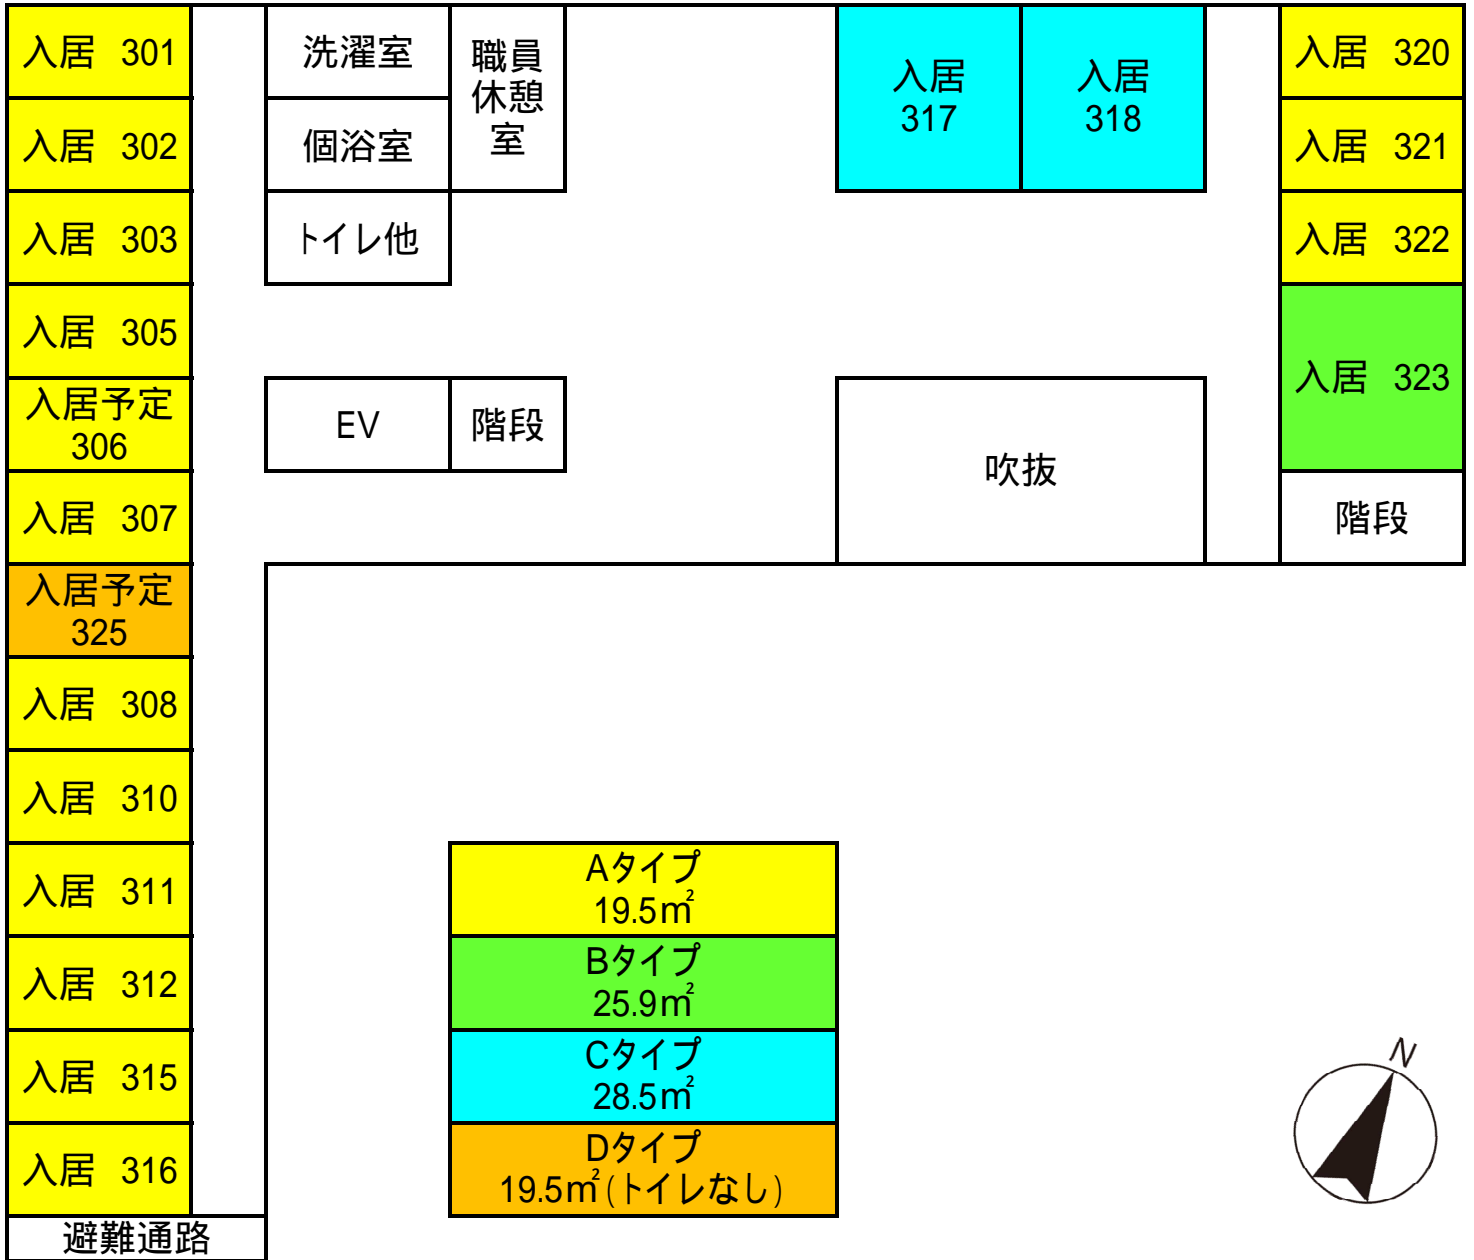 入居 301
入居 302
入居 303
入居 305
入居予定
306
入居 307
入居予定
325
入居 308
入居 310
入居 311
入居 312
入居 315
入居 316
避難通路
洗濯室
個浴室
トイレ他
職員
休憩
室
EV
階段
入居
317
入居
318
吹抜
入居 320
入居 321
入居 322
入居 323
階段
Aタイプ
19.5㎡
Bタイプ
25.9㎡
Cタイプ
28.5㎡
Dタイプ
19.5㎡(トイレなし)
N